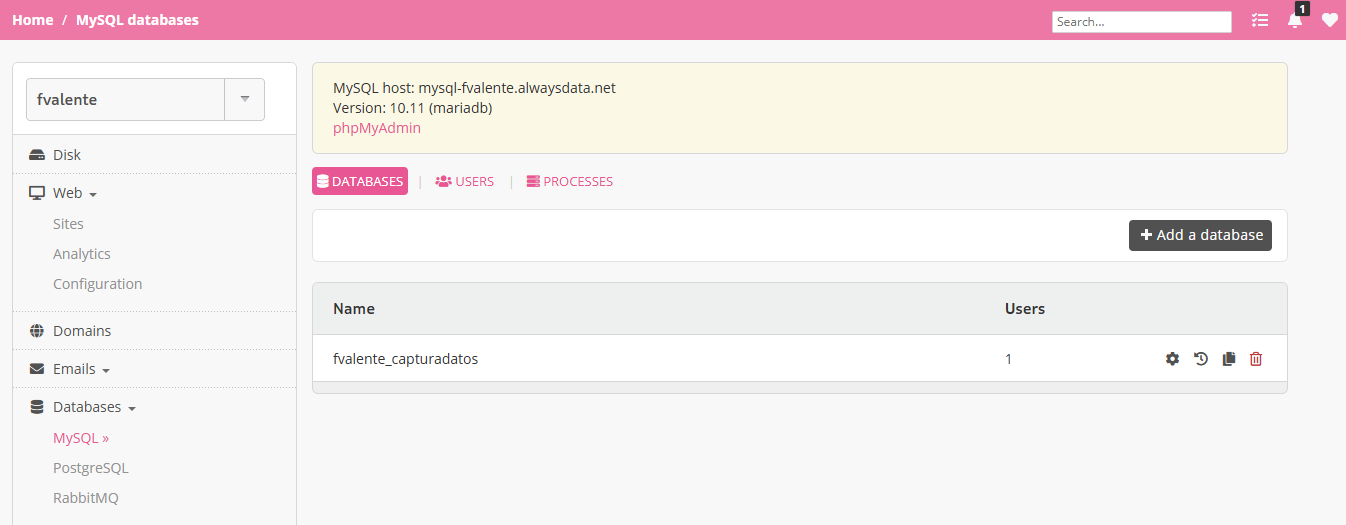 Home / MySQL databases
Search...
1
fvalente
Disk
Web
Sites
Analytics
Configuration
Domains
Emails
Databases
MySQL »
PostgreSQL
RabbitMQ
MySQL host: mysql-fvalente.alwaysdata.net
Version: 10.11 (mariadb)
phpMyAdmin
DATABASES | USERS | PROCESSES
+ Add a database
Name Users
fvalente_capturadatos 1